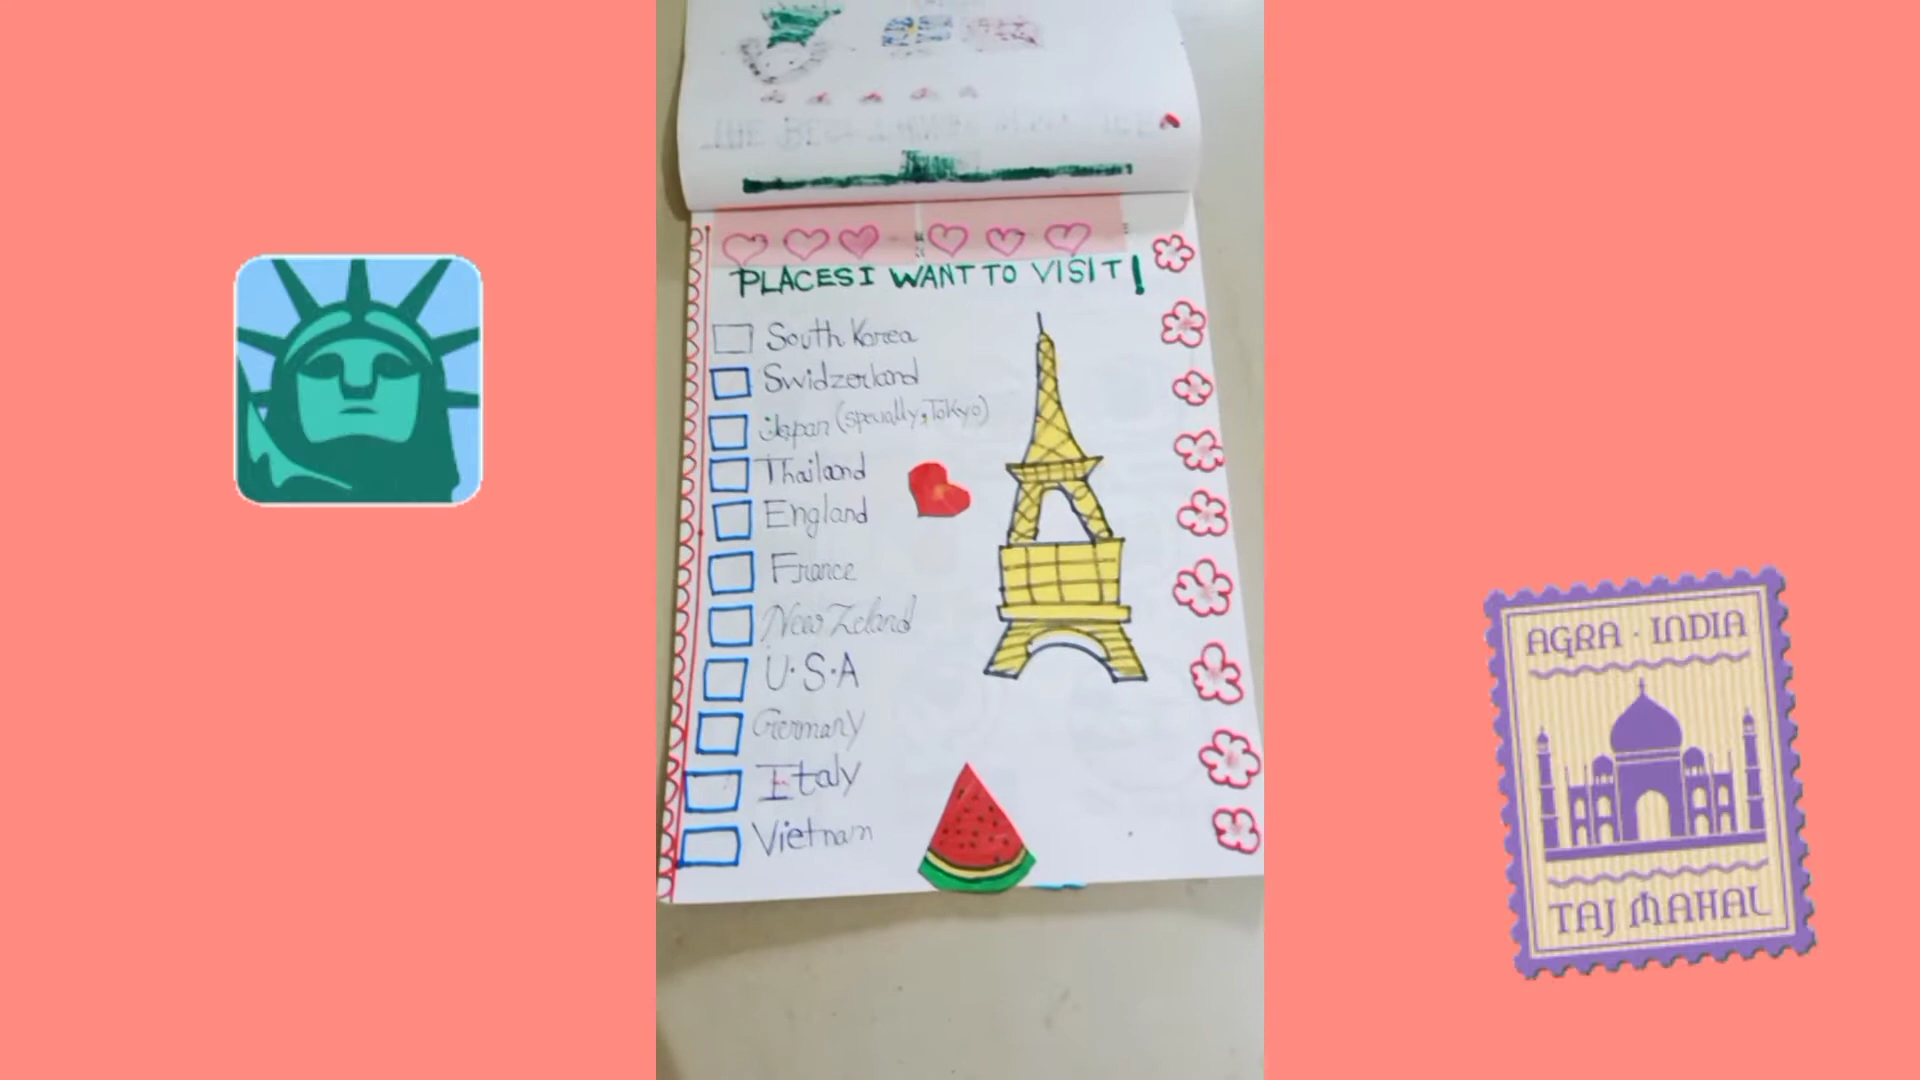 PLACES I WANT TO VISIT!
South Korea
Swidzerland
Japan (specially, Tokyo)
Thailand
England
France
New Zeland
U.S.A
Germany
Italy
Vietnam
AGRA · INDIA
TAJ MAHAL